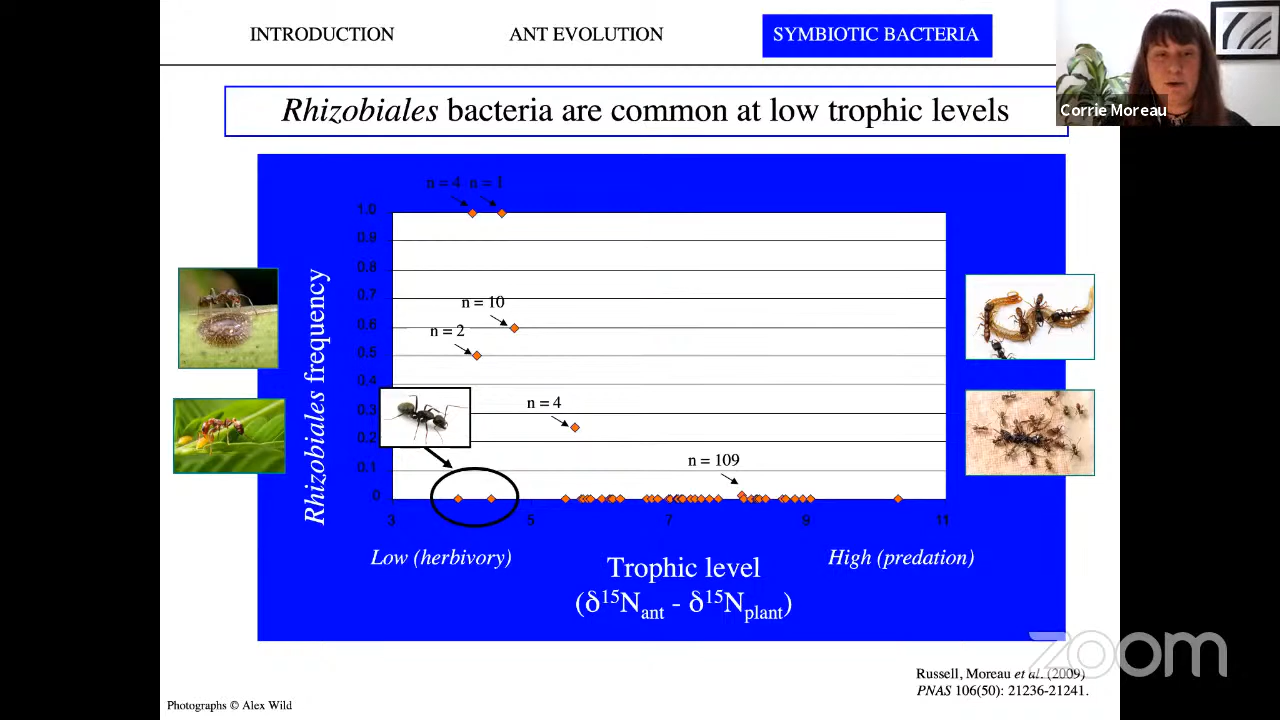 INTRODUCTION
ANT EVOLUTION
SYMBIOTIC BACTERIA
Corrie Moreau
Rhizobiales bacteria are common at low trophic levels
n = 4 n = 1
1.0
0.9
0.8
0.7
n = 10
0.6
n = 2
0.5
0.4
n = 4
0.3
0.2
n = 109
0.1
0
Rhizobiales frequency
3
5
7
9
11
Low (herbivory)
High (predation)
Trophic level
(δ¹⁵Nₐₙₜ - δ¹⁵Nₚₗₐₙₜ)
zoom
Russell, Moreau et al. (2009)
PNAS 106(50): 21236-21241.
Photographs © Alex Wild